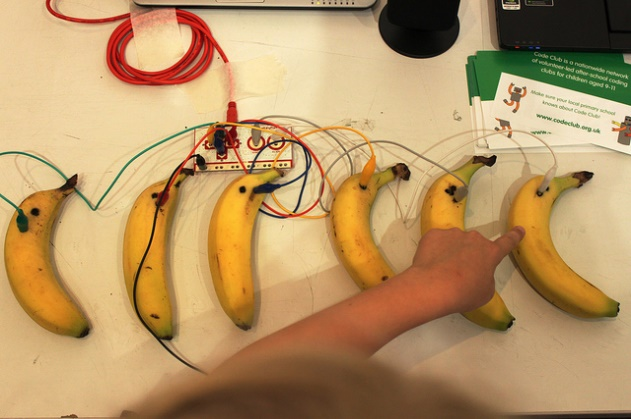 Code Club is a nationwide network
of volunteer-led after-school coding
clubs for children aged 9-11
Make sure your local primary school
knows about Code Club!
www.codeclub.org.uk